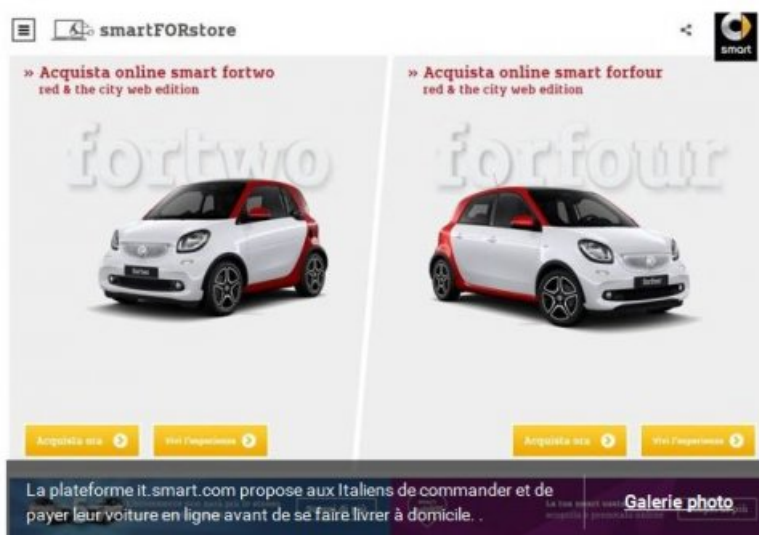 smartFORstore
smart
» Acquista online smart fortwo
red & the city web edition
» Acquista online smart forfour
red & the city web edition
fortwo
forfour
Acquista ora
Vivi l'esperienza
Acquista ora
Vivi l'esperienza
La plateforme it.smart.com propose aux Italiens de commander et de
payer leur voiture en ligne avant de se faire livrer à domicile. .
Galerie photo